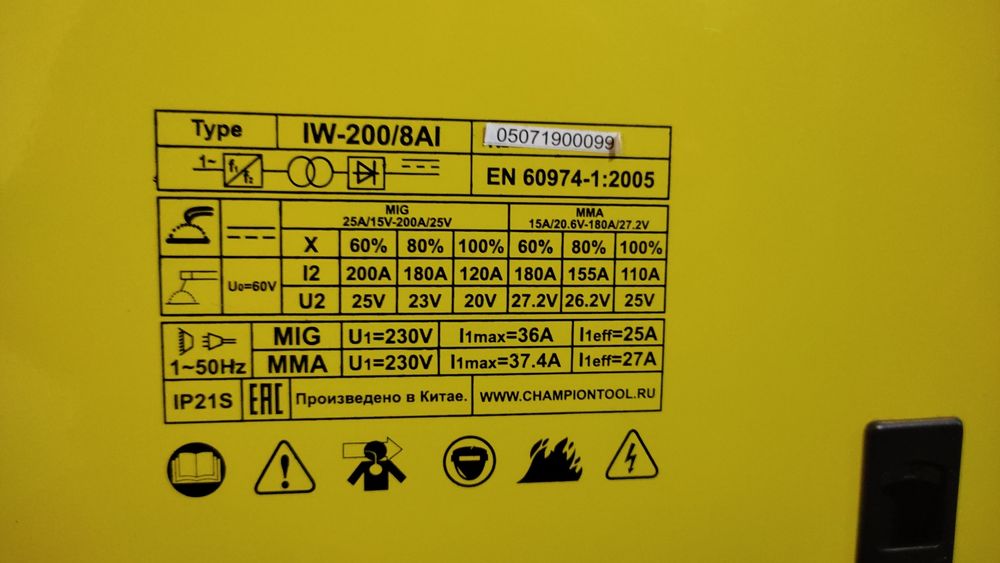 Type IW-200/8AI 05071900099
1~ f1 f2 EN 60974-1:2005
MIG MMA
25A/15V-200A/25V 15A/20.6V-180A/27.2V
X 60% 80% 100% 60% 80% 100%
U0=60V I2 200A 180A 120A 180A 155A 110A
U2 25V 23V 20V 27.2V 26.2V 25V
MIG U1=230V I1max=36A I1eff=25A
1~50Hz MMA U1=230V I1max=37.4A I1eff=27A
IP21S EAC Произведено в Китае. WWW.CHAMPIONTOOL.RU